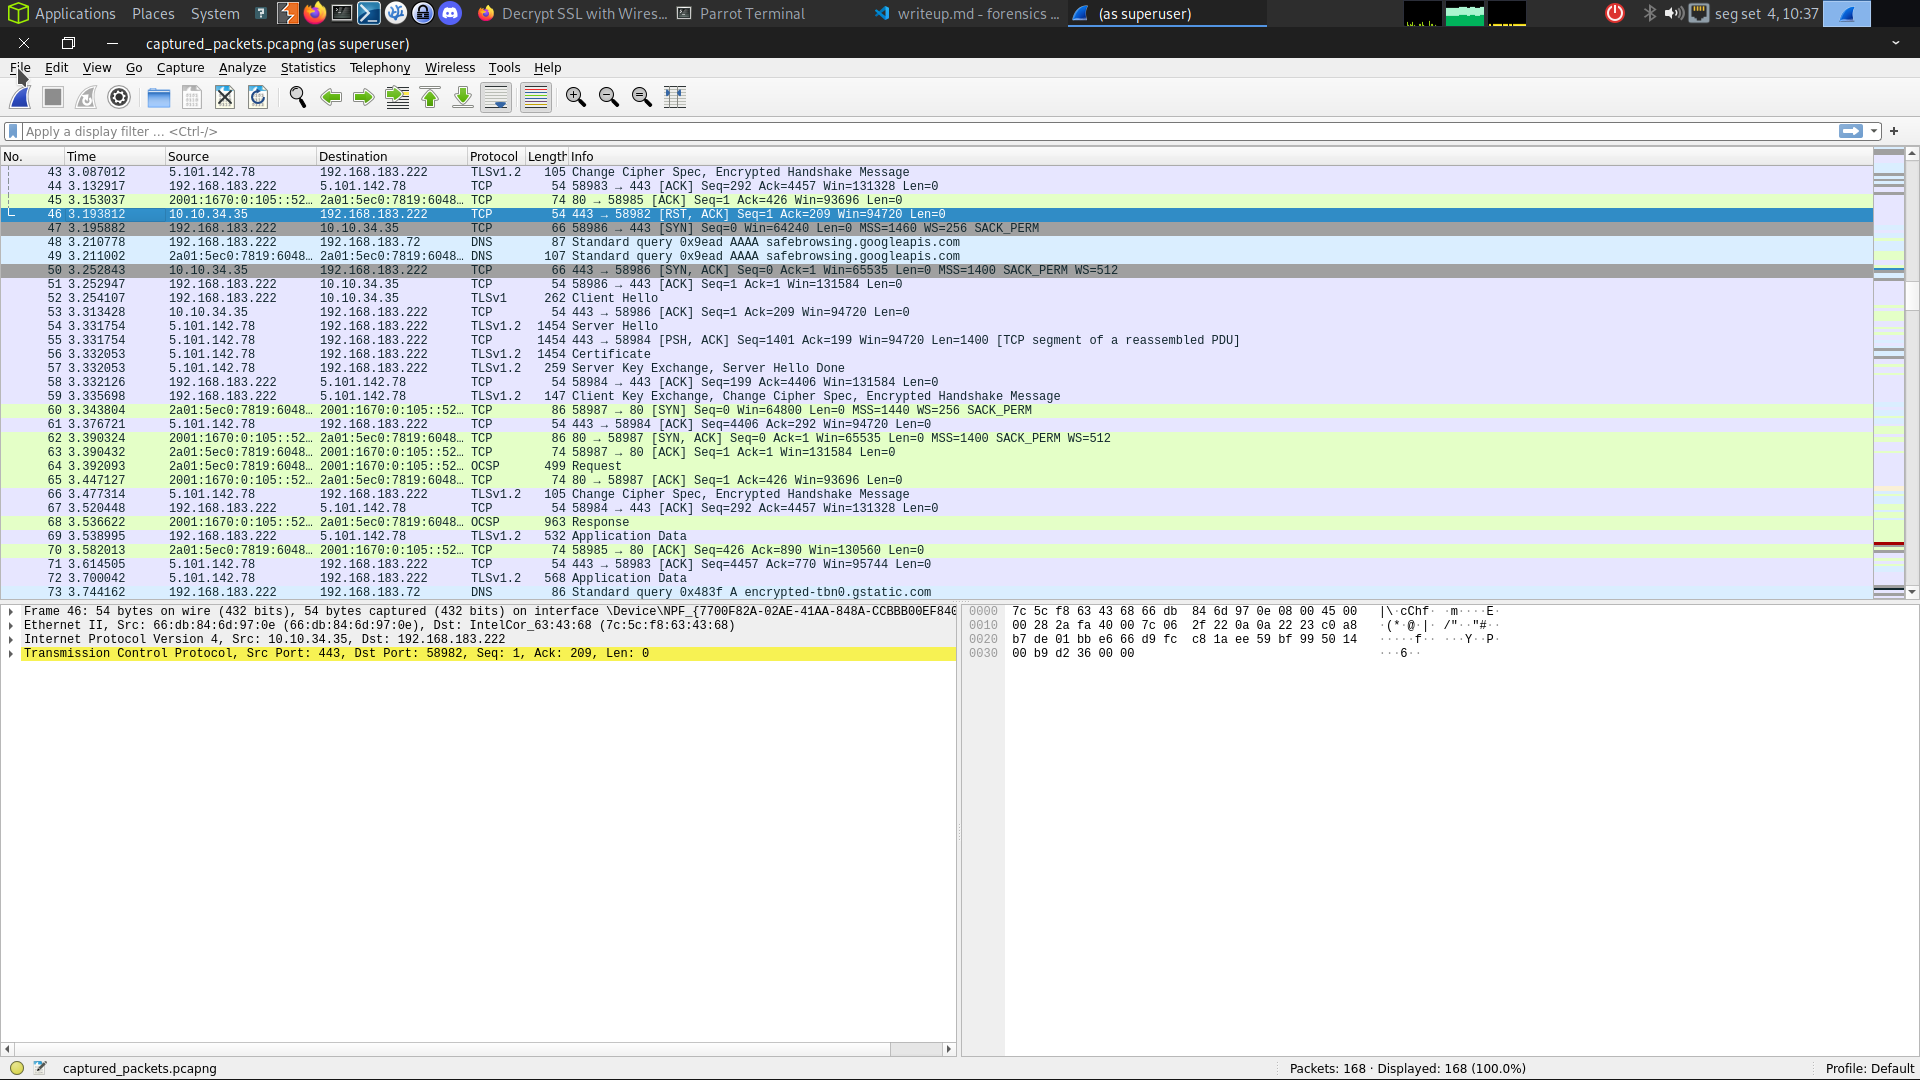 Applications Places System Decrypt SSL with Wires... Parrot Terminal writeup.md - forensics ... (as superuser) seg set 4, 10:37
captured_packets.pcapng (as superuser)
File Edit View Go Capture Analyze Statistics Telephony Wireless Tools Help
Apply a display filter ... <Ctrl-/>
No. Time Source Destination Protocol Length Info
43 3.087012 5.101.142.78 192.168.183.222 TLSv1.2 105 Change Cipher Spec, Encrypted Handshake Message
44 3.132917 192.168.183.222 5.101.142.78 TCP 54 58983 → 443 [ACK] Seq=292 Ack=4457 Win=131328 Len=0
45 3.153037 2001:1670:0:105::52… 2a01:5ec0:7819:6048… TCP 74 80 → 58985 [ACK] Seq=1 Ack=426 Win=93696 Len=0
46 3.193812 10.10.34.35 192.168.183.222 TCP 54 443 → 58982 [RST, ACK] Seq=1 Ack=209 Win=94720 Len=0
47 3.195882 192.168.183.222 10.10.34.35 TCP 66 58986 → 443 [SYN] Seq=0 Win=64240 Len=0 MSS=1460 WS=256 SACK_PERM
48 3.210778 192.168.183.222 192.168.183.72 DNS 87 Standard query 0x9ead AAAA safebrowsing.googleapis.com
49 3.211002 2a01:5ec0:7819:6048… 2a01:5ec0:7819:6048… DNS 107 Standard query 0x9ead AAAA safebrowsing.googleapis.com
50 3.252843 10.10.34.35 192.168.183.222 TCP 66 443 → 58986 [SYN, ACK] Seq=0 Ack=1 Win=65535 Len=0 MSS=1400 SACK_PERM WS=512
51 3.252947 192.168.183.222 10.10.34.35 TCP 54 58986 → 443 [ACK] Seq=1 Ack=1 Win=131584 Len=0
52 3.254107 192.168.183.222 10.10.34.35 TLSv1 262 Client Hello
53 3.313428 10.10.34.35 192.168.183.222 TCP 54 443 → 58986 [ACK] Seq=1 Ack=209 Win=94720 Len=0
54 3.331754 5.101.142.78 192.168.183.222 TLSv1.2 1454 Server Hello
55 3.331754 5.101.142.78 192.168.183.222 TCP 1454 443 → 58984 [PSH, ACK] Seq=1401 Ack=199 Win=94720 Len=1400 [TCP segment of a reassembled PDU]
56 3.332053 5.101.142.78 192.168.183.222 TLSv1.2 1454 Certificate
57 3.332053 5.101.142.78 192.168.183.222 TLSv1.2 259 Server Key Exchange, Server Hello Done
58 3.332126 192.168.183.222 5.101.142.78 TCP 54 58984 → 443 [ACK] Seq=199 Ack=4406 Win=131584 Len=0
59 3.335698 192.168.183.222 5.101.142.78 TLSv1.2 147 Client Key Exchange, Change Cipher Spec, Encrypted Handshake Message
60 3.343804 2a01:5ec0:7819:6048… 2001:1670:0:105::52… TCP 86 58987 → 80 [SYN] Seq=0 Win=64800 Len=0 MSS=1440 WS=256 SACK_PERM
61 3.376721 5.101.142.78 192.168.183.222 TCP 54 443 → 58984 [ACK] Seq=4406 Ack=292 Win=94720 Len=0
62 3.390324 2001:1670:0:105::52… 2a01:5ec0:7819:6048… TCP 86 80 → 58987 [SYN, ACK] Seq=0 Ack=1 Win=65535 Len=0 MSS=1400 SACK_PERM WS=512
63 3.390432 2a01:5ec0:7819:6048… 2001:1670:0:105::52… TCP 74 58987 → 80 [ACK] Seq=1 Ack=1 Win=131584 Len=0
64 3.392093 2a01:5ec0:7819:6048… 2001:1670:0:105::52… OCSP 499 Request
65 3.447127 2001:1670:0:105::52… 2a01:5ec0:7819:6048… TCP 74 80 → 58987 [ACK] Seq=1 Ack=426 Win=93696 Len=0
66 3.477314 5.101.142.78 192.168.183.222 TLSv1.2 105 Change Cipher Spec, Encrypted Handshake Message
67 3.520448 192.168.183.222 5.101.142.78 TCP 54 58984 → 443 [ACK] Seq=292 Ack=4457 Win=131328 Len=0
68 3.536622 2001:1670:0:105::52… 2a01:5ec0:7819:6048… OCSP 963 Response
69 3.538995 192.168.183.222 5.101.142.78 TLSv1.2 532 Application Data
70 3.582013 2a01:5ec0:7819:6048… 2001:1670:0:105::52… TCP 74 58985 → 80 [ACK] Seq=426 Ack=890 Win=130560 Len=0
71 3.614505 5.101.142.78 192.168.183.222 TCP 54 443 → 58983 [ACK] Seq=4457 Ack=770 Win=95744 Len=0
72 3.700042 5.101.142.78 192.168.183.222 TLSv1.2 568 Application Data
73 3.744162 192.168.183.222 192.168.183.72 DNS 86 Standard query 0x483f A encrypted-tbn0.gstatic.com
Frame 46: 54 bytes on wire (432 bits), 54 bytes captured (432 bits) on interface \Device\NPF_{7700F82A-02AE-41AA-848A-CCBBB00EF840
Ethernet II, Src: 66:db:84:6d:97:0e (66:db:84:6d:97:0e), Dst: IntelCor_63:43:68 (7c:5c:f8:63:43:68)
Internet Protocol Version 4, Src: 10.10.34.35, Dst: 192.168.183.222
Transmission Control Protocol, Src Port: 443, Dst Port: 58982, Seq: 1, Ack: 209, Len: 0
0000 7c 5c f8 63 43 68 66 db 84 6d 97 0e 08 00 45 00 |\·cChf· ·m····E·
0010 00 28 2a fa 40 00 7c 06 2f 22 0a 0a 22 23 c0 a8 ·(*·@·|· /"··"#··
0020 b7 de 01 bb e6 66 d9 fc c8 1a ee 59 bf 99 50 14 ·····f·· ···Y··P·
0030 00 b9 d2 36 00 00 ···6··
captured_packets.pcapng Packets: 168 · Displayed: 168 (100.0%) Profile: Default